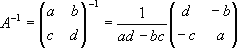 A⁻¹ = \begin{pmatrix} a & b \\ c & d \end{pmatrix}⁻¹ = \frac{1}{ad - bc} \begin{pmatrix} d & -b \\ -c & a \end{pmatrix}